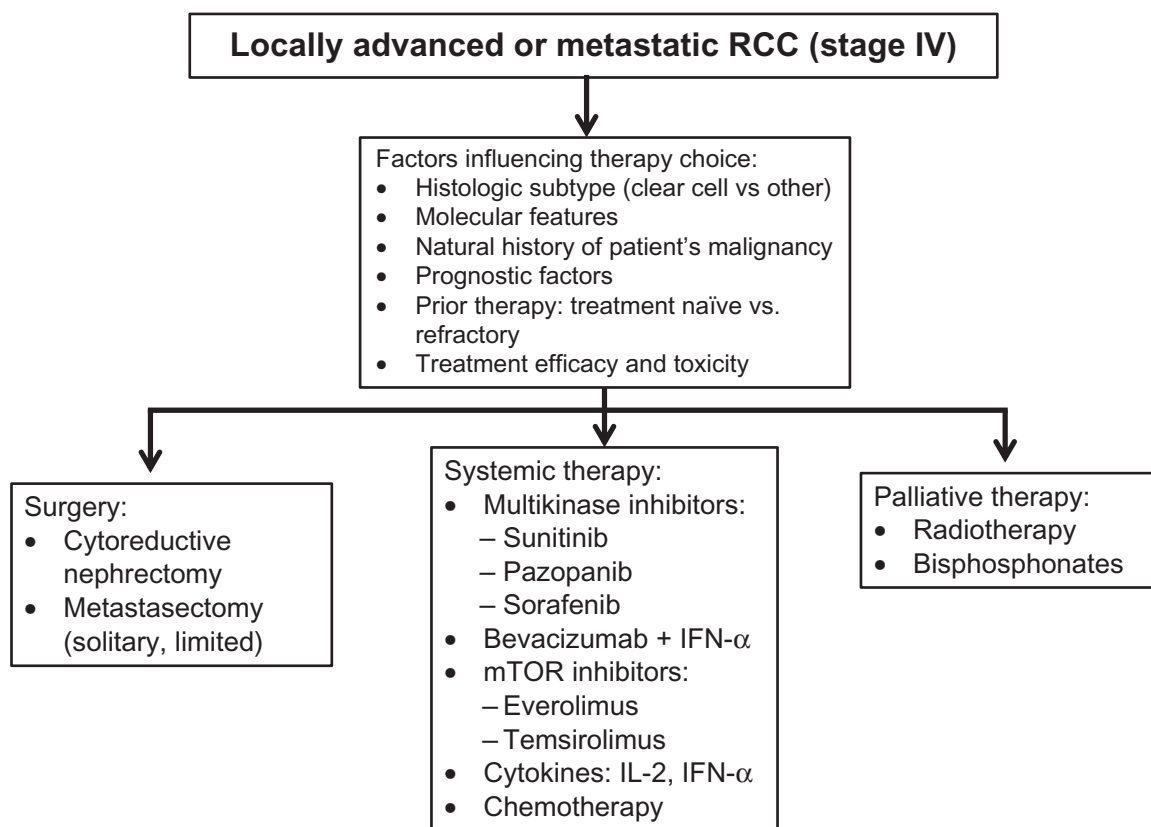 Locally advanced or metastatic RCC (stage IV)
Factors influencing therapy choice:
• Histologic subtype (clear cell vs other)
• Molecular features
• Natural history of patient’s malignancy
• Prognostic factors
• Prior therapy: treatment naïve vs.
refractory
• Treatment efficacy and toxicity
Surgery:
• Cytoreductive
nephrectomy
• Metastasectomy
(solitary, limited)
Systemic therapy:
• Multikinase inhibitors:
– Sunitinib
– Pazopanib
– Sorafenib
• Bevacizumab + IFN-α
• mTOR inhibitors:
– Everolimus
– Temsirolimus
• Cytokines: IL-2, IFN-α
• Chemotherapy
Palliative therapy:
• Radiotherapy
• Bisphosphonates